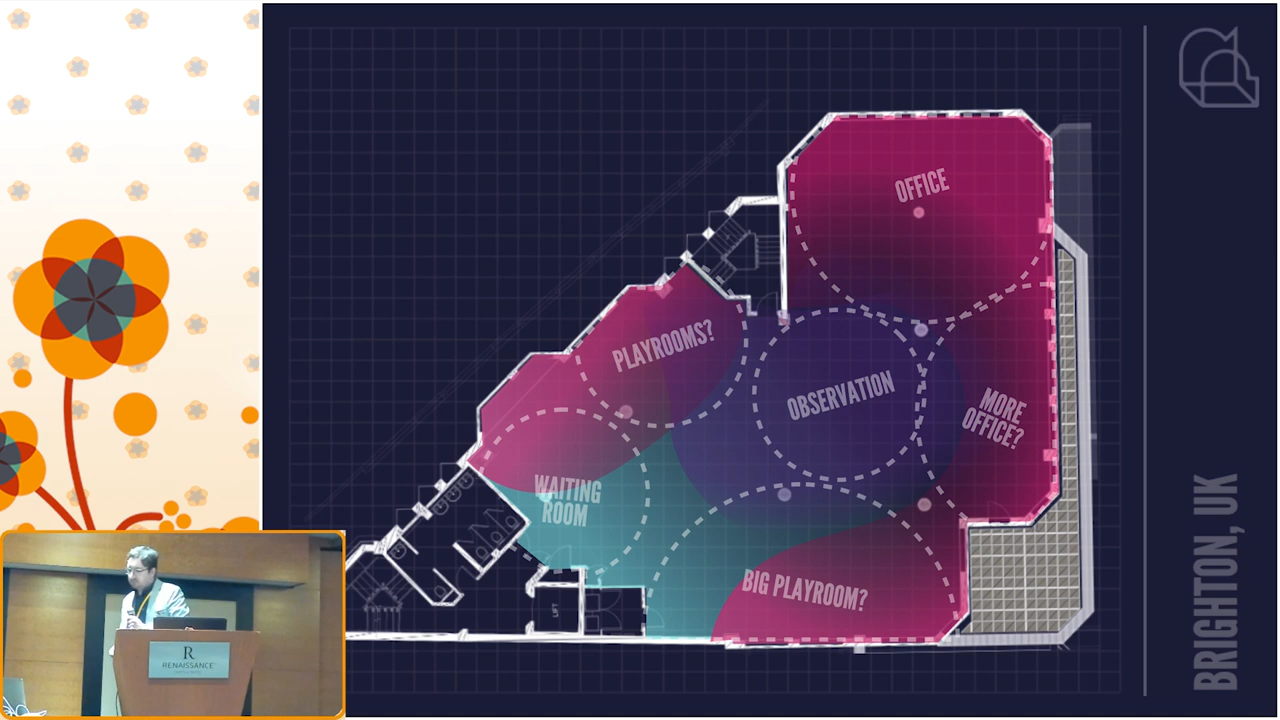 OFFICE
PLAYROOMS?
OBSERVATION
MORE
OFFICE?
WAITING
ROOM
BIG PLAYROOM?
LIFT
BRIGHTON, UK
R
RENAISSANCE